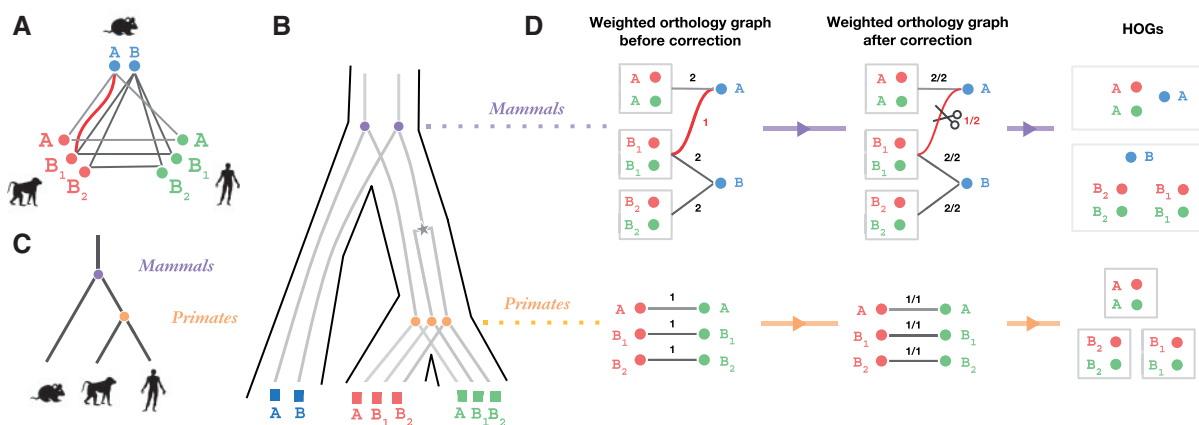 A
A B
A
B1
B2
A
B1
B2
B
Mammals
Primates
A B
A B1 B2
A B1 B2
C
Mammals
Primates
D
Weighted orthology graph
before correction
Weighted orthology graph
after correction
HOGs
A
A
2
A
B1
B1
1
2
B
B2
B2
2
A
A
2/2
A
1/2
B1
B1
2/2
B
B2
B2
2/2
A
A
A
B
B2
B1
B2
B1
A 1 A
B1 1 B1
B2 1 B2
A 1/1 A
B1 1/1 B1
B2 1/1 B2
A
A
B2
B2
B1
B1